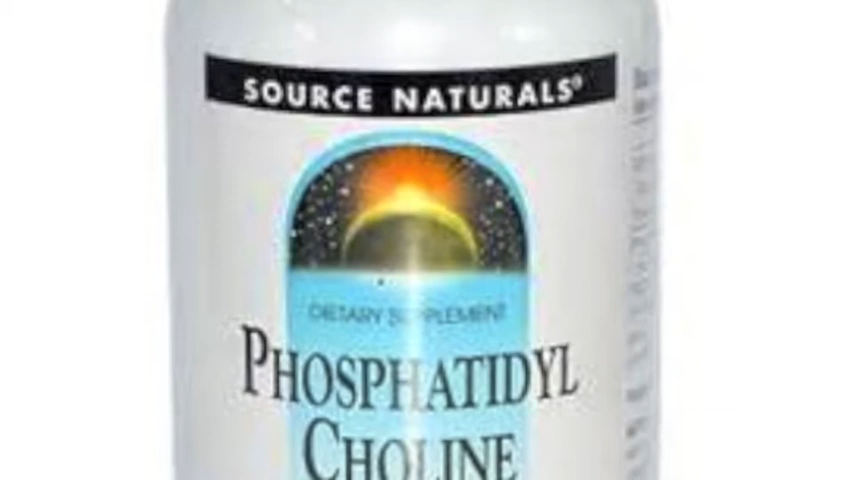 SOURCE NATURALS®
DIETARY SUPPLEMENT
PHOSPHATIDYL
CHOLINE